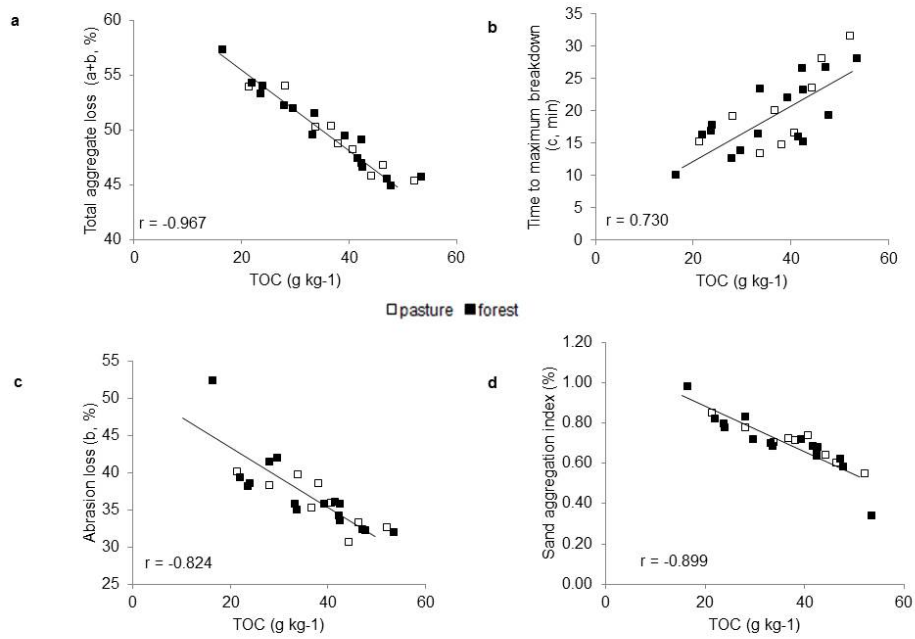 a
Total aggregate loss (a+b, %)
60
55
50
45
40
r = -0.967
0
20
40
60
TOC (g kg-1)
b
Time to maximum breakdown
(c, min)
35
30
25
20
15
10
5
0
r = 0.730
0
20
40
60
TOC (g kg-1)
pasture forest
c
Abrasion loss (b, %)
55
50
45
40
35
30
25
r = -0.824
0
20
40
60
TOC (g kg-1)
d
Sand aggregation index (%)
1.20
1.00
0.80
0.60
0.40
0.20
0.00
r = -0.899
0
20
40
60
TOC (g kg-1)